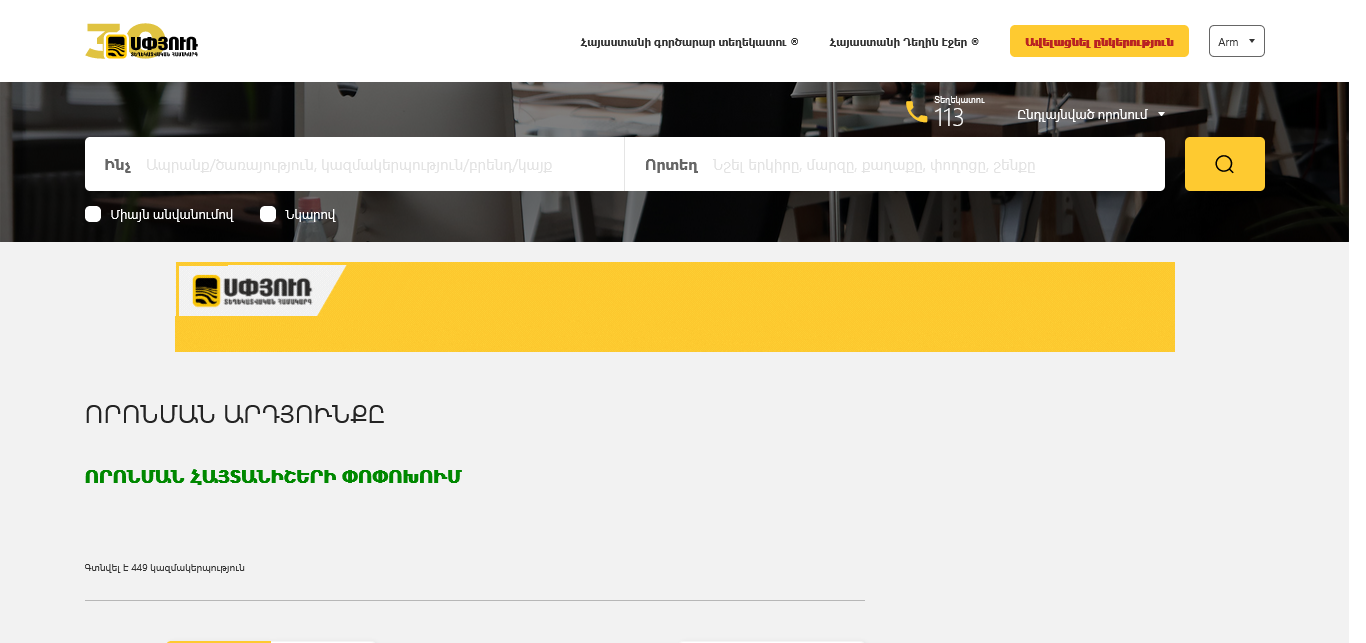 30
ՍՓՅՈՒՌ
ՏԵՂԵԿԱՏՎԱԿԱՆ ՀԱՄԱԿԱՐԳ
Հայաստանի գործարար տեղեկատու ®
Հայաստանի Դեղին էջեր ®
Ավելացնել ընկերություն
Arm
Տեղեկատու
113
Ընդլայնված որոնում
Ինչ
Ապրանք/ծառայություն, կազմակերպություն/բրենդ/կայք
Որտեղ
Նշել երկիրը, մարզը, քաղաքը, փողոցը, շենքը
Միայն անվանումով
Նկարով
ՍՓՅՈՒՌ
ՏԵՂԵԿԱՏՎԱԿԱՆ ՀԱՄԱԿԱՐԳ
ՈՐՈՆՄԱՆ ԱՐԴՅՈՒՆՔԸ
ՈՐՈՆՄԱՆ ՀԱՅՏԱՆԻՇԵՐԻ ՓՈՓՈԽՈՒՄ
Գտնվել է 449 կազմակերպություն